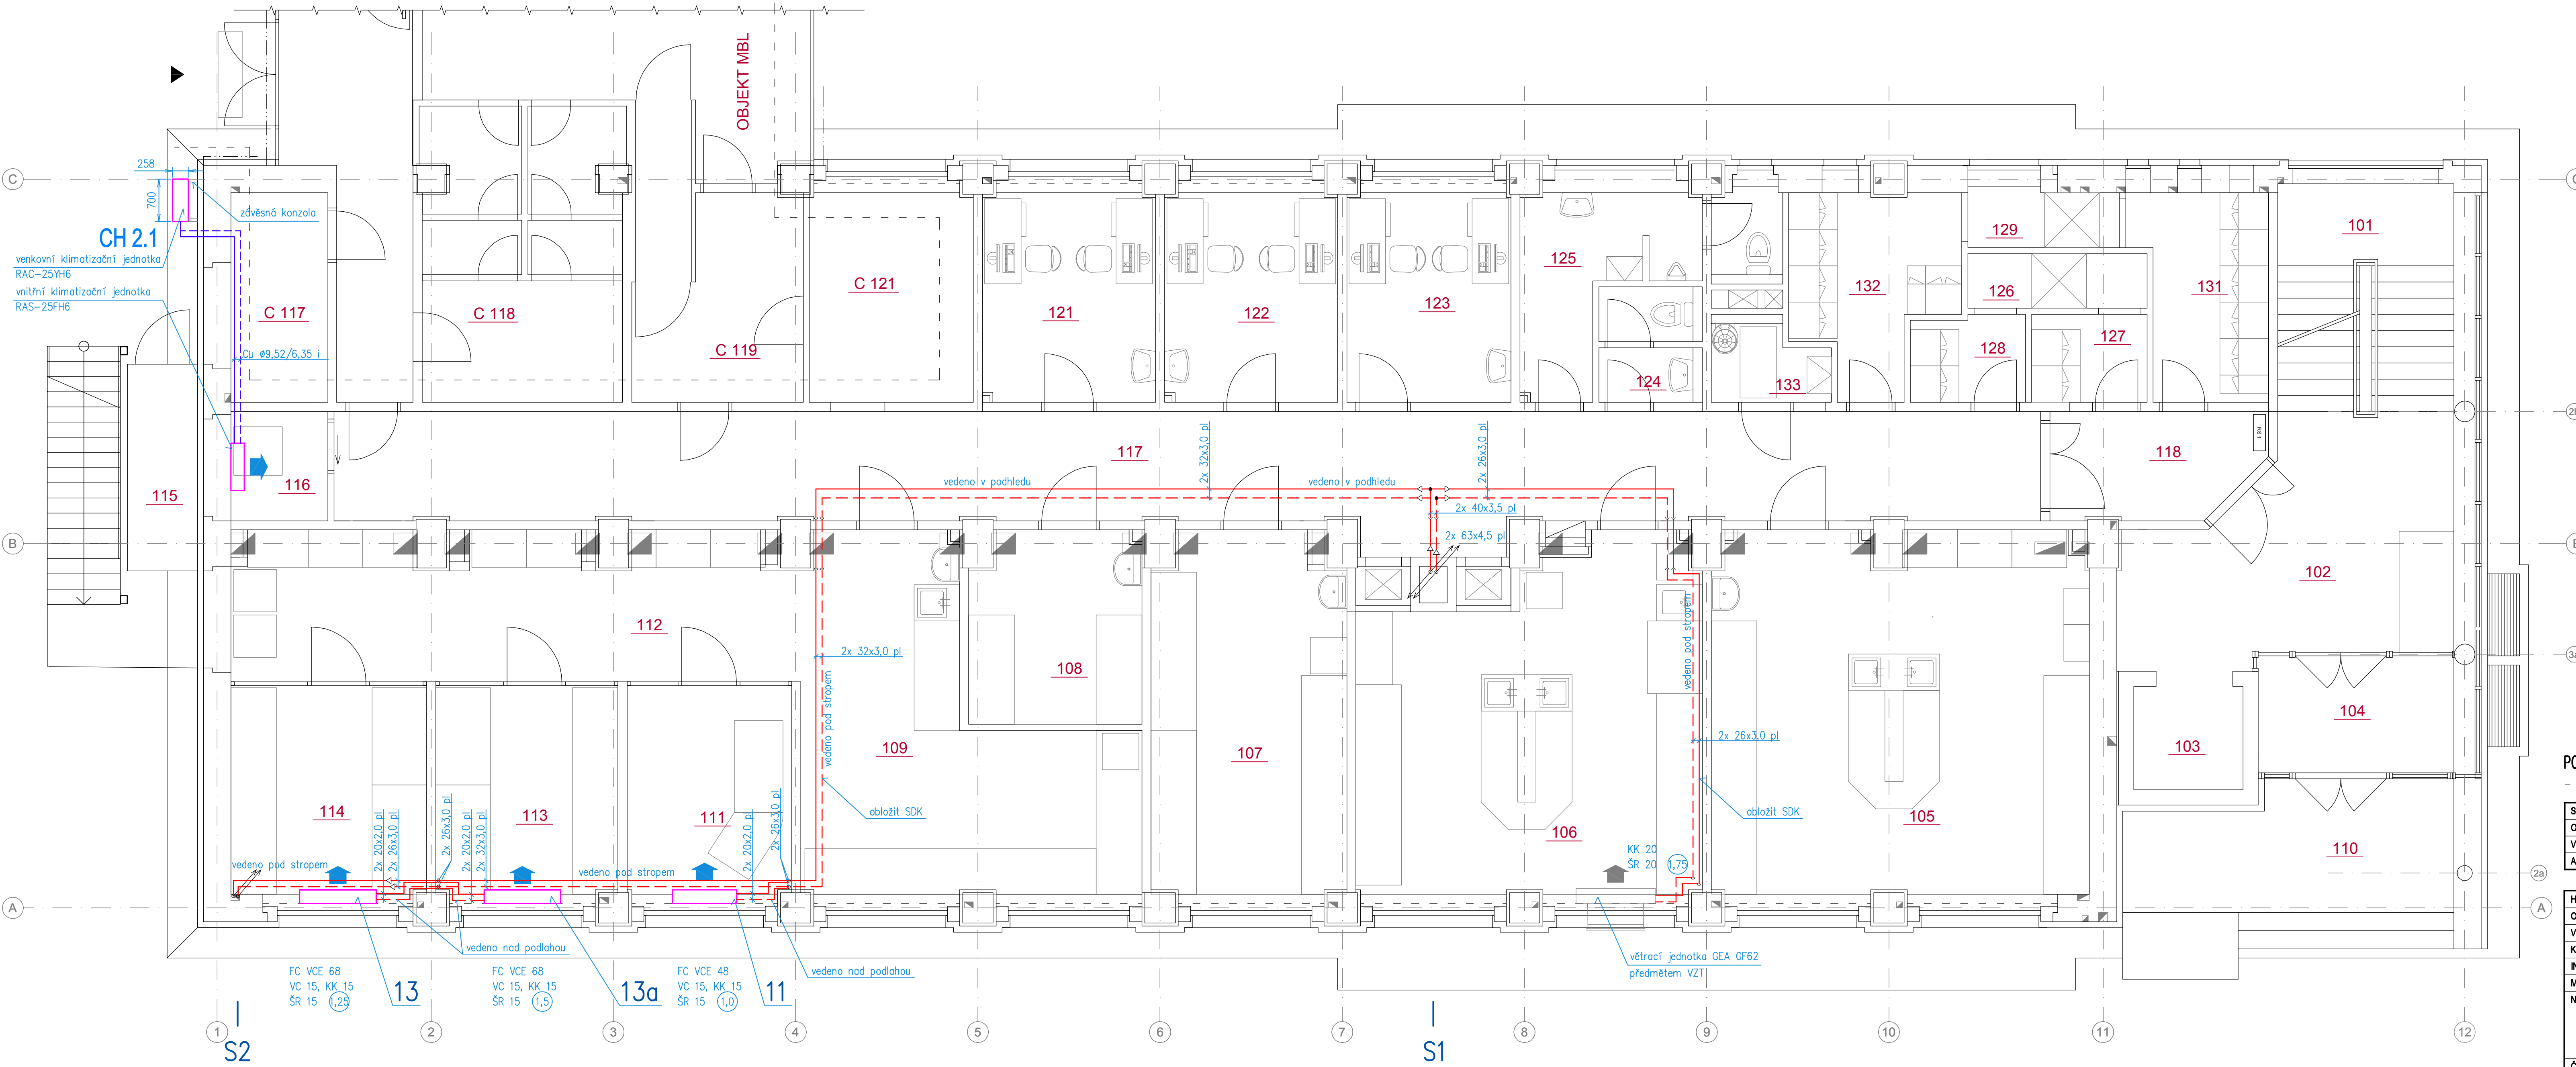 OBJEKT MBL
258
C
700
závěsná konzola
CH 2.1
venkovní klimatizační jednotka
RAC-25YH6
vnitřní klimatizační jednotka
RAS-25FH6
Cu ø9,52/6,35 i
C 117
C 118
C 119
C 121
121
122
123
125
124
133
132
129
126
128
127
131
101
115
116
117
118
RS1
2x 32x3,0 pl
2x 26x3,0 pl
vedeno v podhledu
vedeno v podhledu
2x 40x3,5 pl
2x 63x4,5 pl
B
102
112
108
2x 32x3,0 pl
vedeno pod stropem
vedeno pod stropem
109
107
2x 26x3,0 pl
103
104
obložit SDK
obložit SDK
114
113
111
106
105
110
2x 20x2,0 pl
2x 26x3,0 pl
2x 26x3,0 pl
2x 20x2,0 pl
2x 32x3,0 pl
2x 20x2,0 pl
2x 26x3,0 pl
vedeno pod stropem
vedeno pod stropem
KK 20
ŠR 20 1,75
2a
A
A
vedeno nad podlahou
vedeno nad podlahou
větrací jednotka GEA GF62
předmětem VZT
FC VCE 68
VC 15, KK 15
ŠR 15 1,25
13
FC VCE 68
VC 15, KK 15
ŠR 15 1,5
13a
FC VCE 48
VC 15, KK 15
ŠR 15 1,0
11
1
2
3
4
5
6
7
8
9
10
11
12
S2
S1